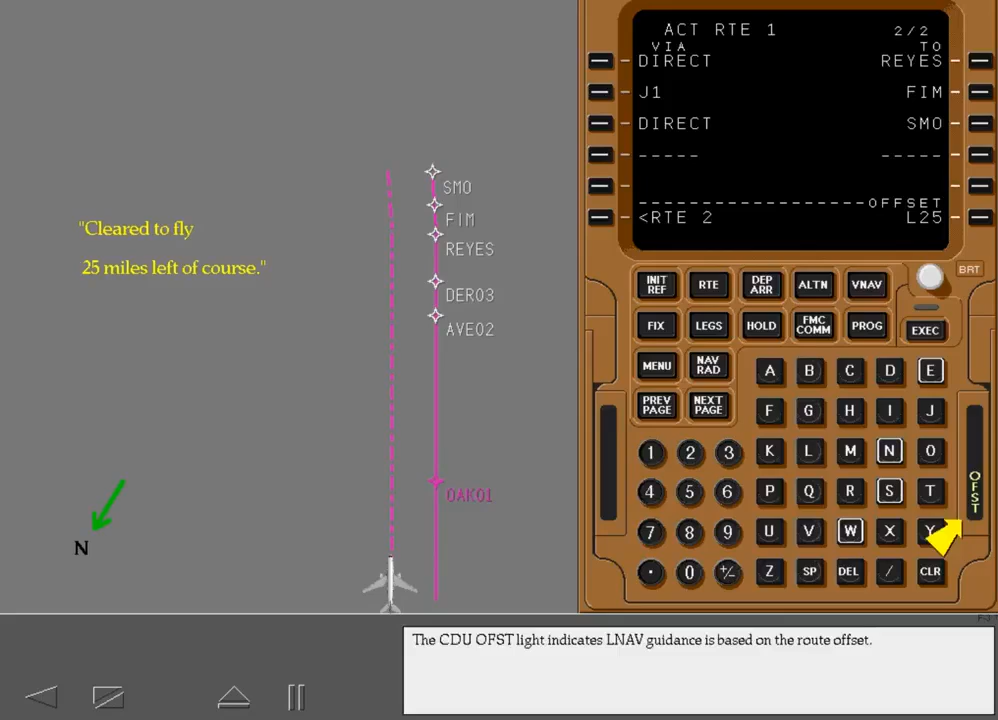 ACT RTE 1 2/2
VIA TO
DIRECT REYES
J1 FIM
DIRECT SMO
----- -----
------------------OFFSET
<RTE 2 L25
"Cleared to fly
25 miles left of course."
SMO
FIM
REYES
DER03
AVE02
OAK01
N
BRT
INIT REF RTE DEP ARR ALTN VNAV
FIX LEGS HOLD FMC COMM PROG EXEC
MENU NAV RAD
PREV PAGE NEXT PAGE
A B C D E
F G H I J
K L M N O
P Q R S T
U V W X Y
Z SP DEL / CLR
1 2 3
4 5 6
7 8 9
. 0 +/-
OFST
The CDU OFST light indicates LNAV guidance is based on the route offset.